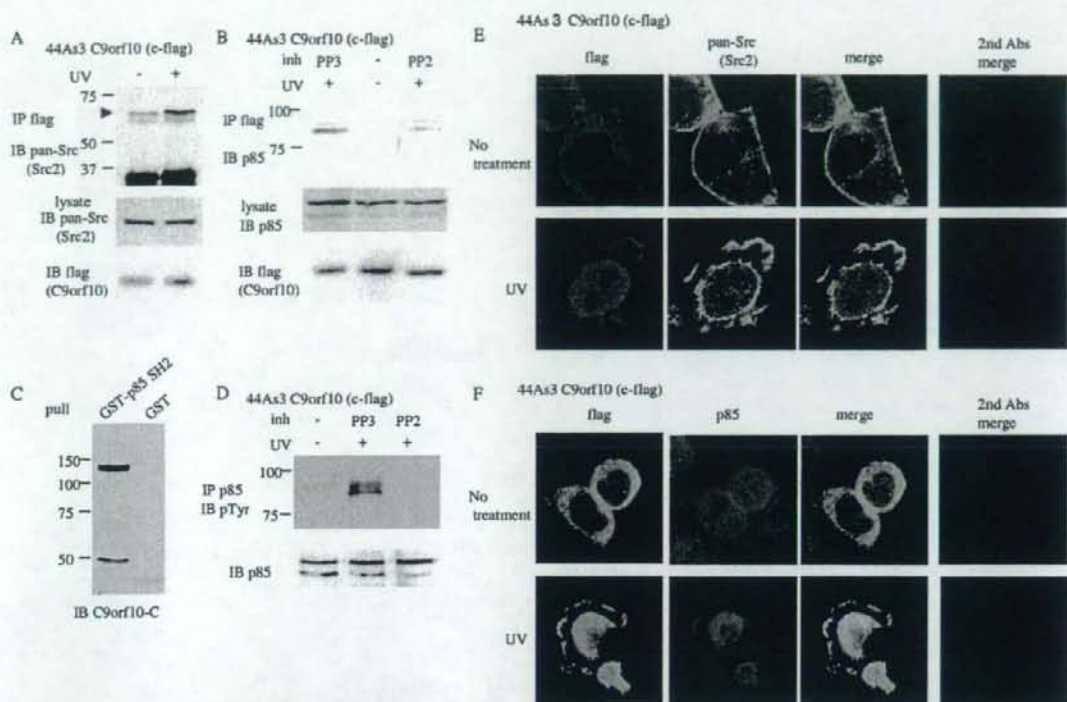 A
44As3 C9orf10 (c-flag)
UV - +
75
IP flag
50
IB pan-Src
(Src2)
37
lysate
IB pan-Src
(Src2)
IB flag
(C9orf10)
B
44As3 C9orf10 (c-flag)
inh PP3 - PP2
UV + - +
100
IP flag
IB p85
75
lysate
IB p85
IB flag
(C9orf10)
C
pull
GST-p85 SH2
GST
150
100
75
50
IB C9orf10-C
D
44As3 C9orf10 (c-flag)
inh - PP3 PP2
UV - + +
100
IP p85
IB pTyr
75
IB p85
E
44As3 C9orf10 (c-flag)
flag
pan-Src
(Src2)
merge
2nd Abs
merge
No
treatment
UV
F
44As3 C9orf10 (c-flag)
flag
p85
merge
2nd Abs
merge
No
treatment
UV